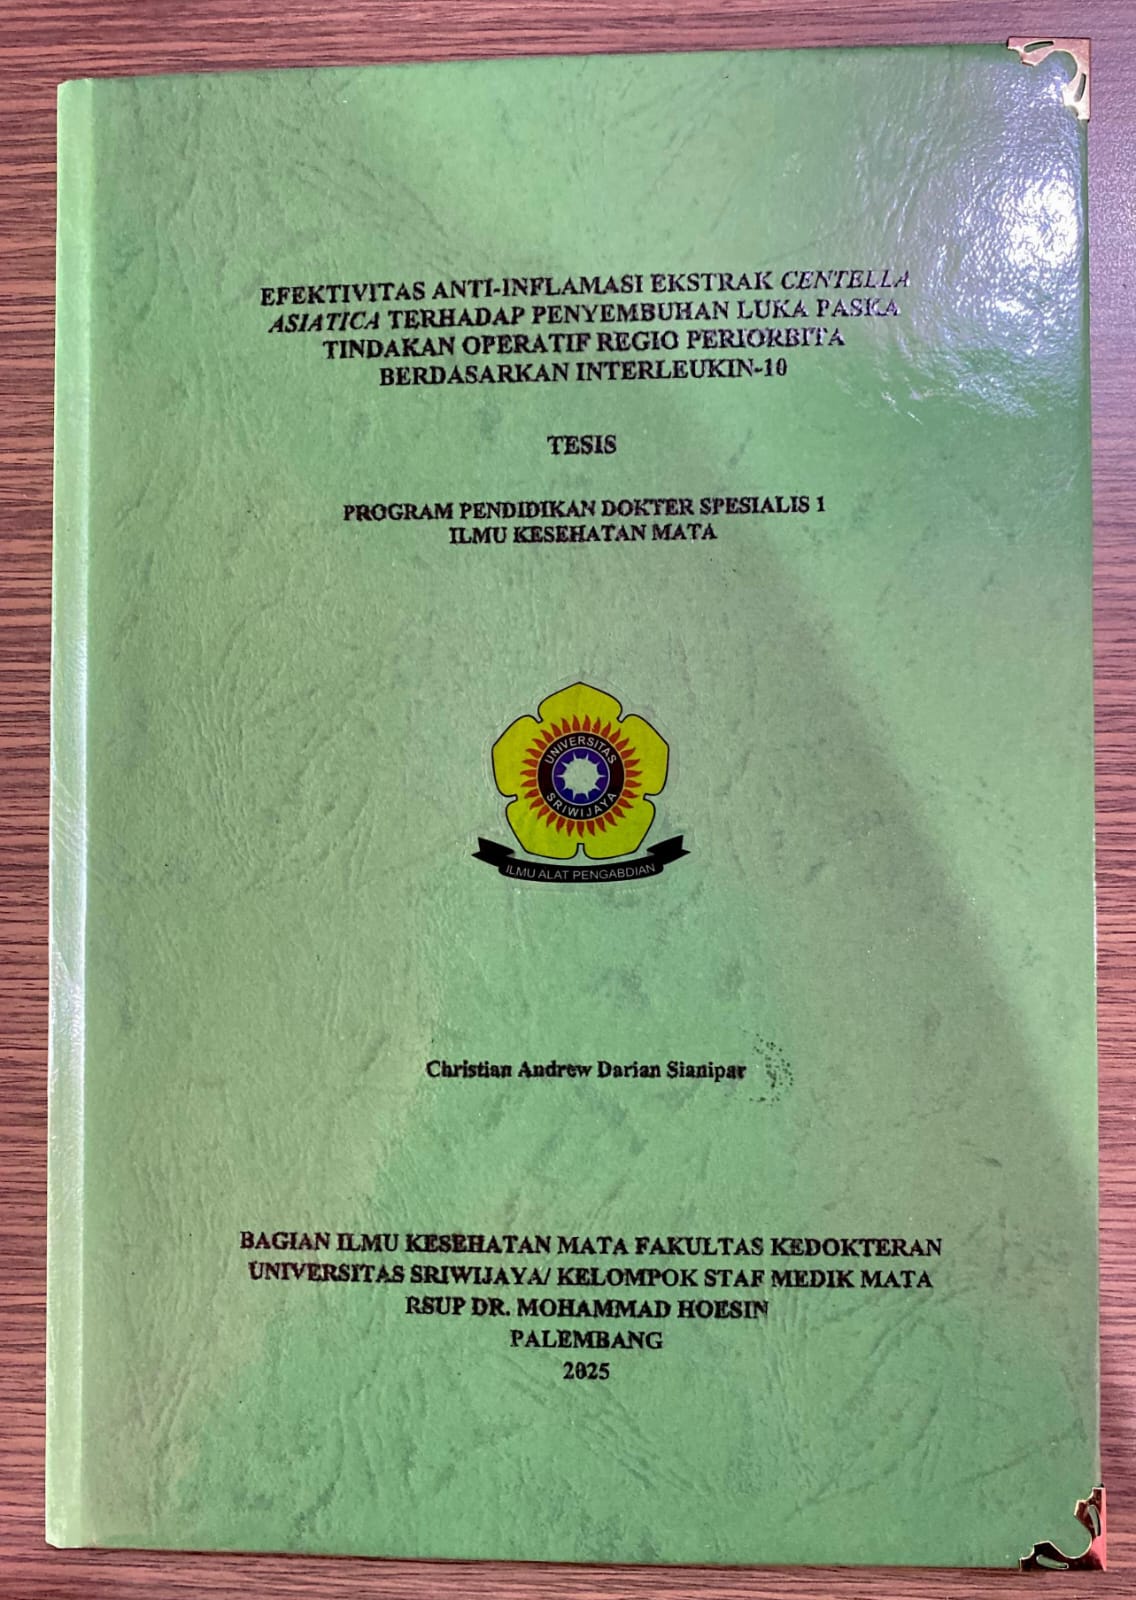 EFEKTIVITAS ANTI-INFLAMASI EKSTRAK CENTELLA
ASIATICA TERHADAP PENYEMBUHAN LUKA PASKA
TINDAKAN OPERATIF REGIO PERIORBITA
BERDASARKAN INTERLEUKIN-10
TESIS
PROGRAM PENDIDIKAN DOKTER SPESIALIS 1
ILMU KESEHATAN MATA
UNIVERSITAS
SRIWIJAYA
ILMU ALAT PENGABDIAN
Christian Andrew Darian Sianipar
BAGIAN ILMU KESEHATAN MATA FAKULTAS KEDOKTERAN
UNIVERSITAS SRIWIJAYA/ KELOMPOK STAF MEDIK MATA
RSUP DR. MOHAMMAD HOESIN
PALEMBANG
2025